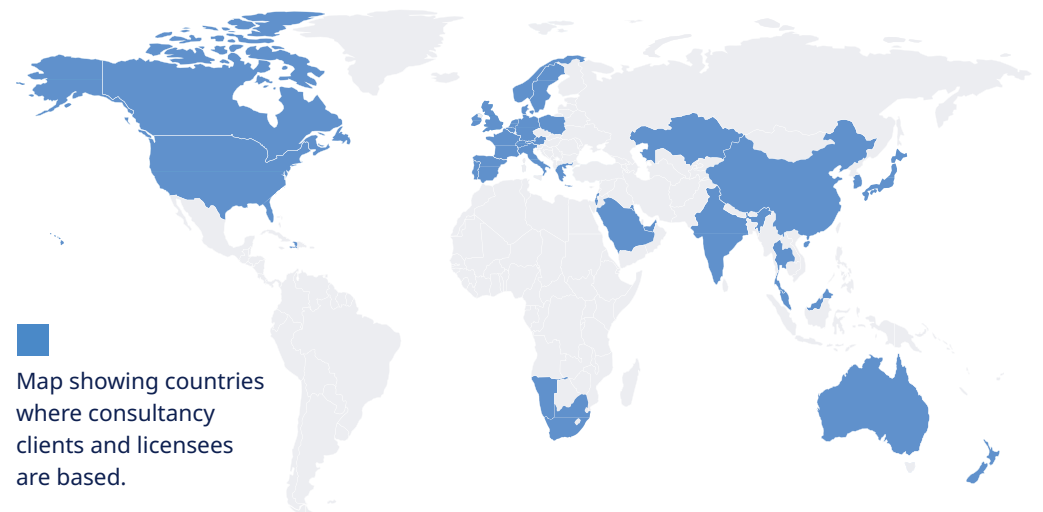 Map showing countries
where consultancy
clients and licensees
are based.